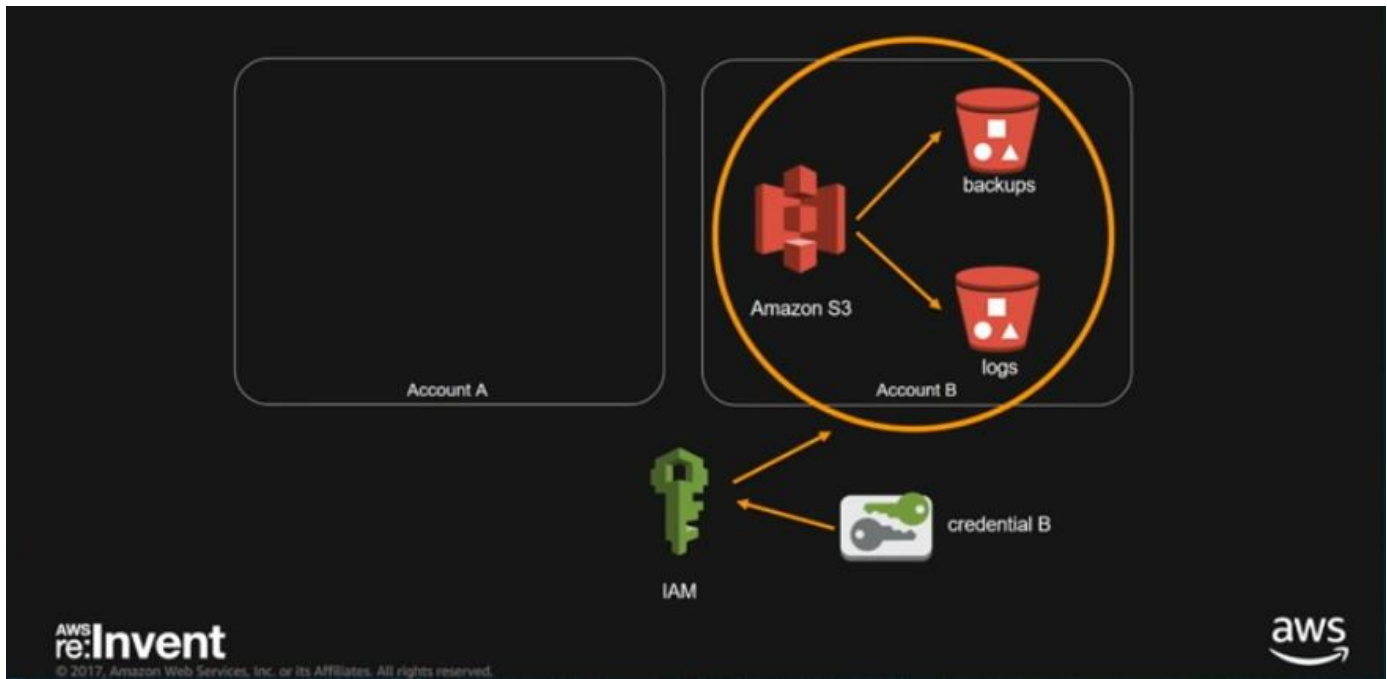 backups
Amazon S3
logs
Account A
Account B
credential B
IAM
AWS
re:Invent
aws
© 2017, Amazon Web Services, Inc. or its Affiliates. All rights reserved.